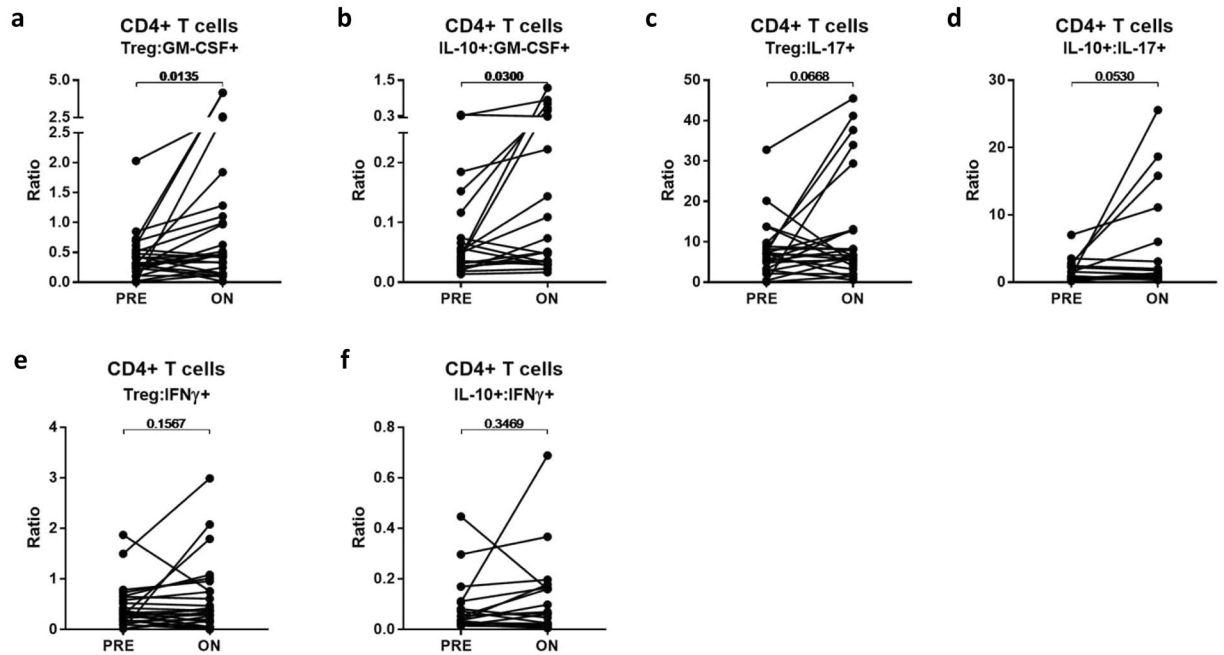 a
CD4+ T cells
Treg:GM-CSF+
0.0135
5.0
2.5
2.5
2.0
1.5
1.0
0.5
0.0
Ratio
PRE ON
b
CD4+ T cells
IL-10+:GM-CSF+
0.0300
1.5
0.3
0.2
0.1
0.0
Ratio
PRE ON
c
CD4+ T cells
Treg:IL-17+
0.0668
50
40
30
20
10
0
Ratio
PRE ON
d
CD4+ T cells
IL-10+:IL-17+
0.0530
30
20
10
0
Ratio
PRE ON
e
CD4+ T cells
Treg:IFNγ+
0.1567
4
3
2
1
0
Ratio
PRE ON
f
CD4+ T cells
IL-10+:IFNγ+
0.3469
0.8
0.6
0.4
0.2
0.0
Ratio
PRE ON